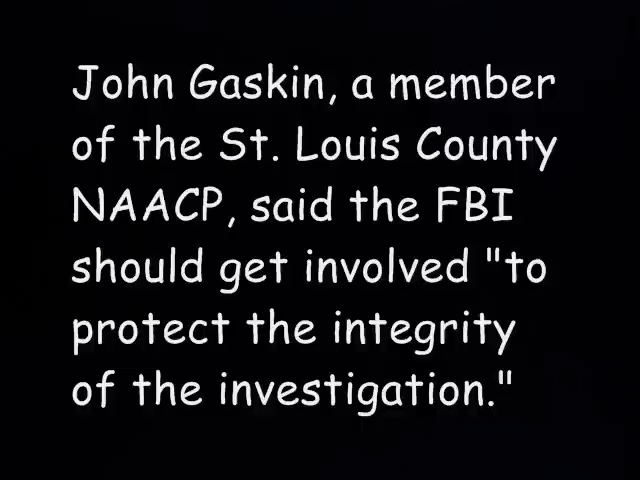 John Gaskin, a member
of the St. Louis County
NAACP, said the FBI
should get involved "to
protect the integrity
of the investigation."